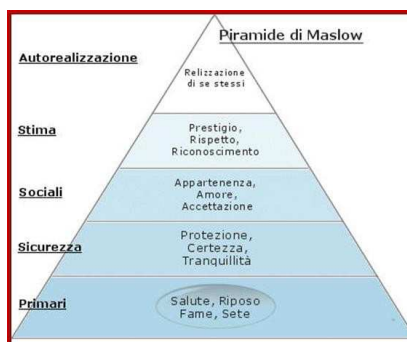 Piramide di Maslow
Autorealizzazione
Relizzazione
di se stessi
Stima
Prestigio,
Rispetto,
Riconoscimento
Sociali
Appartenenza,
Amore,
Accettazione
Sicurezza
Protezione,
Certezza,
Tranquillità
Primari
Salute, Riposo
Fame, Sete